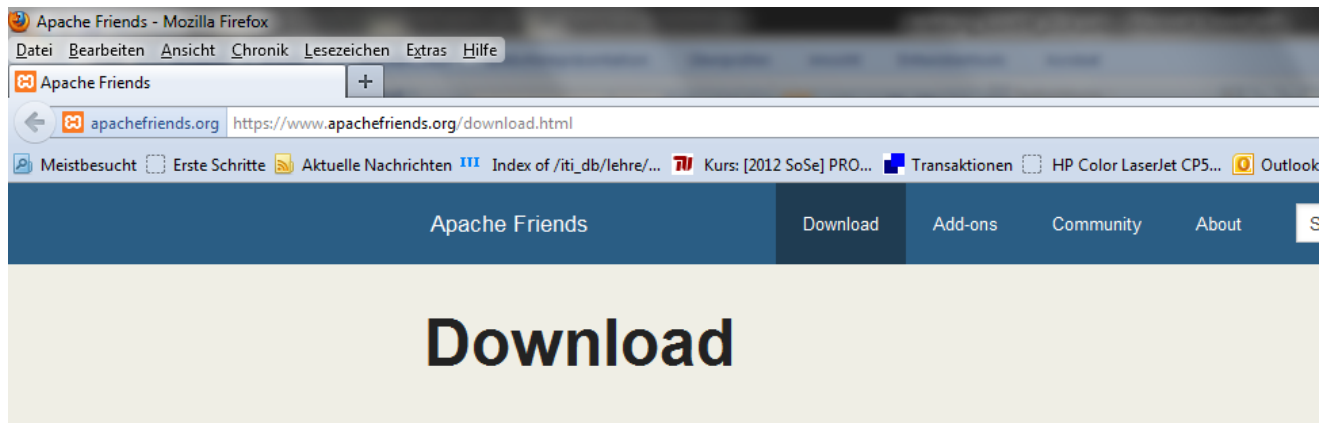 Apache Friends - Mozilla Firefox
Datei Bearbeiten Ansicht Chronik Lesezeichen Extras Hilfe
Apache Friends +
apachefriends.org https://www.apachefriends.org/download.html
Meistbesucht Erste Schritte Aktuelle Nachrichten Index of /iti_db/lehre/... Kurs: [2012 SoSe] PRO... Transaktionen HP Color LaserJet CP5... Outlook
Apache Friends Download Add-ons Community About S
Download